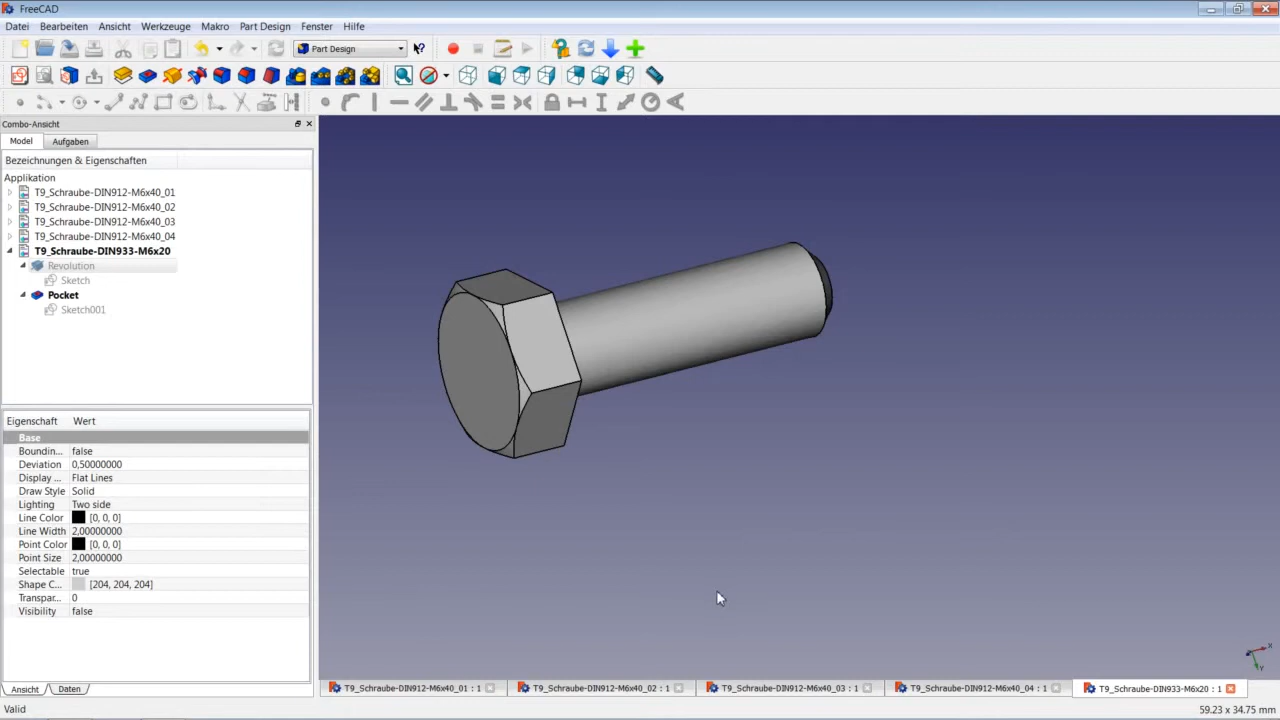 FreeCAD
Datei Bearbeiten Ansicht Werkzeuge Makro Part Design Fenster Hilfe
Part Design
Combo-Ansicht
Model Aufgaben
Bezeichnungen & Eigenschaften
Applikation
T9_Schraube-DIN912-M6x40_01
T9_Schraube-DIN912-M6x40_02
T9_Schraube-DIN912-M6x40_03
T9_Schraube-DIN912-M6x40_04
T9_Schraube-DIN933-M6x20
Revolution
Sketch
Pocket
Sketch001
Eigenschaft Wert
Base
Boundin... false
Deviation 0,50000000
Display ... Flat Lines
Draw Style Solid
Lighting Two side
Line Color [0, 0, 0]
Line Width 2,00000000
Point Color [0, 0, 0]
Point Size 2,00000000
Selectable true
Shape C... [204, 204, 204]
Transpar... 0
Visibility false
Ansicht Daten
T9_Schraube-DIN912-M6x40_01 : 1 T9_Schraube-DIN912-M6x40_02 : 1 T9_Schraube-DIN912-M6x40_03 : 1 T9_Schraube-DIN912-M6x40_04 : 1 T9_Schraube-DIN933-M6x20 : 1
X
Y
Valid 59.23 x 34.75 mm